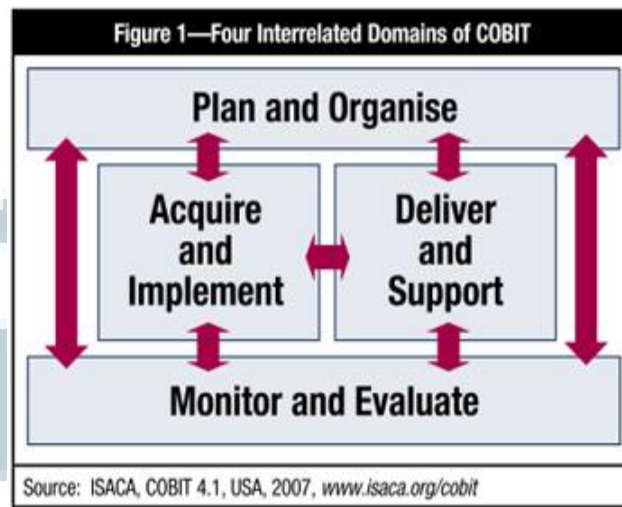 Figure 1—Four Interrelated Domains of COBIT
Plan and Organise
Acquire
and
Implement
Deliver
and
Support
Monitor and Evaluate
Source: ISACA, COBIT 4.1, USA, 2007, www.isaca.org/cobit